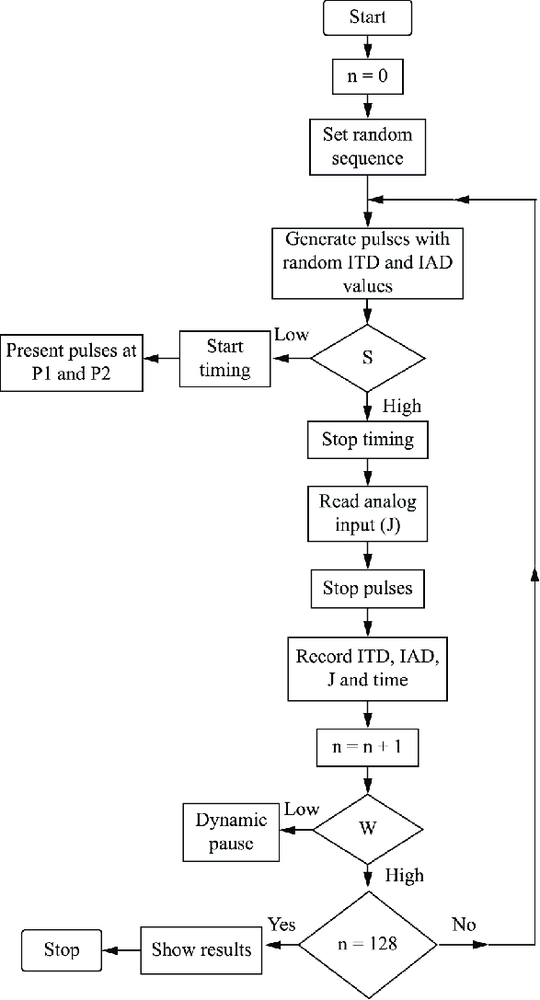 Start
n = 0
Set random
sequence
Generate pulses with
random ITD and IAD
values
S
Low
Start
timing
Present pulses at
P1 and P2
High
Stop timing
Read analog
input (J)
Stop pulses
Record ITD, IAD,
J and time
n = n + 1
W
Low
Dynamic
pause
High
n = 128
Yes
Show results
Stop
No